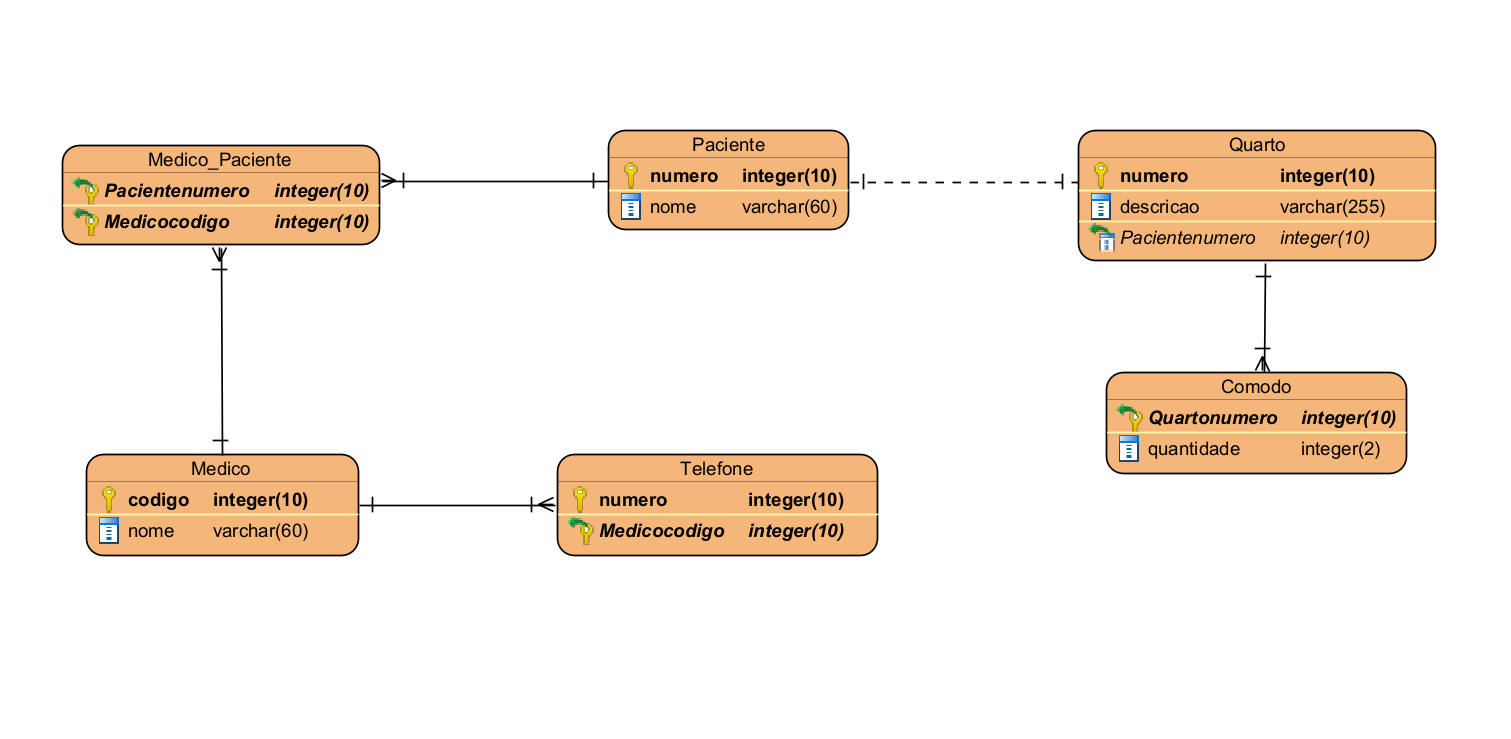 Medico_Paciente
Pacientenumero integer(10)
Medicocodigo integer(10)
Paciente
numero integer(10)
nome varchar(60)
Quarto
numero integer(10)
descricao varchar(255)
Pacientenumero integer(10)
Comodo
Quartonumero integer(10)
quantidade integer(2)
Medico
codigo integer(10)
nome varchar(60)
Telefone
numero integer(10)
Medicocodigo integer(10)